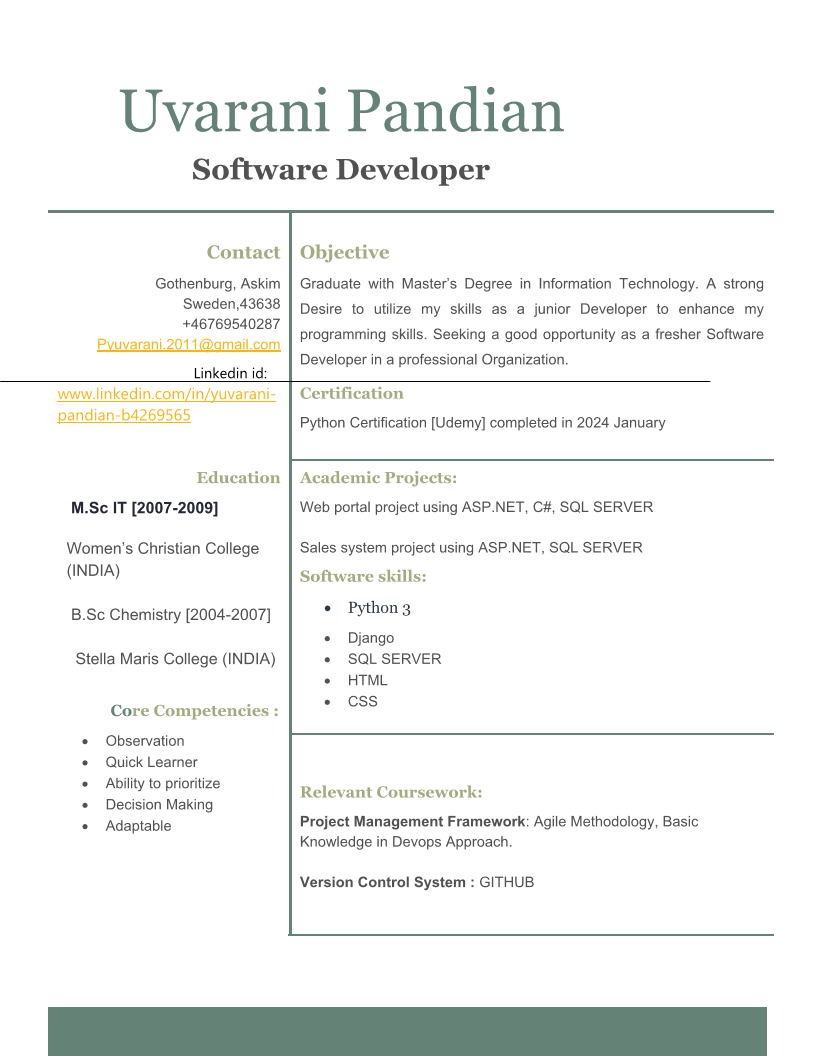 Uvarani Pandian
Software Developer
Contact
Gothenburg, Askim
Sweden,43638
+46769540287
Pyuvarani.2011@gmail.com
Linkedin id:
www.linkedin.com/in/yuvarani-
pandian-b4269565
Education
M.Sc IT [2007-2009]
Women’s Christian College
(INDIA)
B.Sc Chemistry [2004-2007]
Stella Maris College (INDIA)
Core Competencies :
• Observation
• Quick Learner
• Ability to prioritize
• Decision Making
• Adaptable
Objective
Graduate with Master’s Degree in Information Technology. A strong
Desire to utilize my skills as a junior Developer to enhance my
programming skills. Seeking a good opportunity as a fresher Software
Developer in a professional Organization.
Certification
Python Certification [Udemy] completed in 2024 January
Academic Projects:
Web portal project using ASP.NET, C#, SQL SERVER
Sales system project using ASP.NET, SQL SERVER
Software skills:
• Python 3
• Django
• SQL SERVER
• HTML
• CSS
Relevant Coursework:
Project Management Framework: Agile Methodology, Basic
Knowledge in Devops Approach.
Version Control System : GITHUB